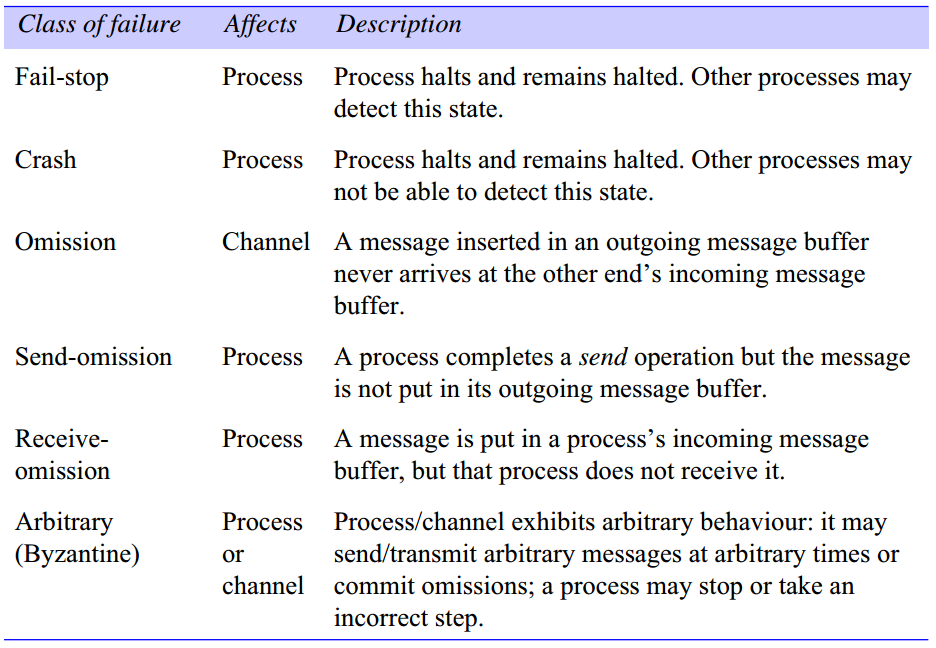 Class of failure Affects Description
Fail-stop Process Process halts and remains halted. Other processes may
detect this state.
Crash Process Process halts and remains halted. Other processes may
not be able to detect this state.
Omission Channel A message inserted in an outgoing message buffer
never arrives at the other end’s incoming message
buffer.
Send-omission Process A process completes a send operation but the message
is not put in its outgoing message buffer.
Receive- Process A message is put in a process’s incoming message
omission buffer, but that process does not receive it.
Arbitrary Process Process/channel exhibits arbitrary behaviour: it may
(Byzantine) or send/transmit arbitrary messages at arbitrary times or
channel commit omissions; a process may stop or take an
incorrect step.